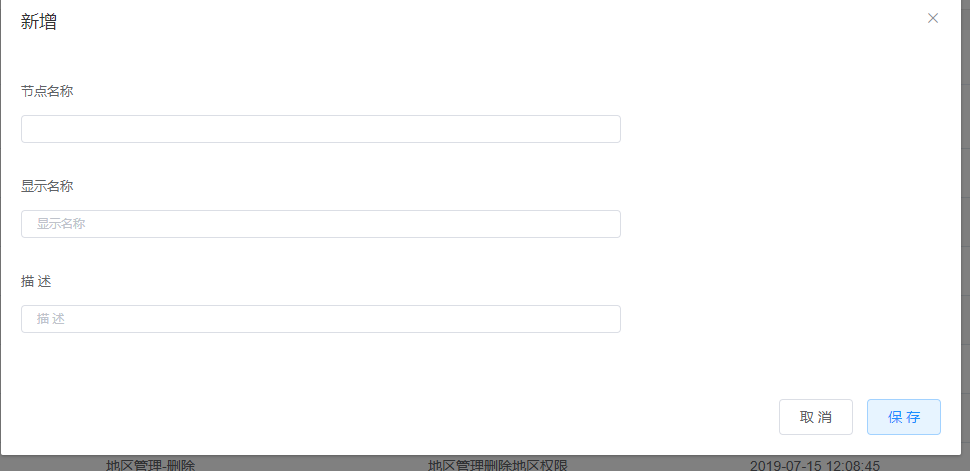 新增
节点名称
显示名称
显示名称
描 述
描 述
取 消 保 存
地区管理-删除 地区管理删除地区权限 2019-07-15 12:08:45